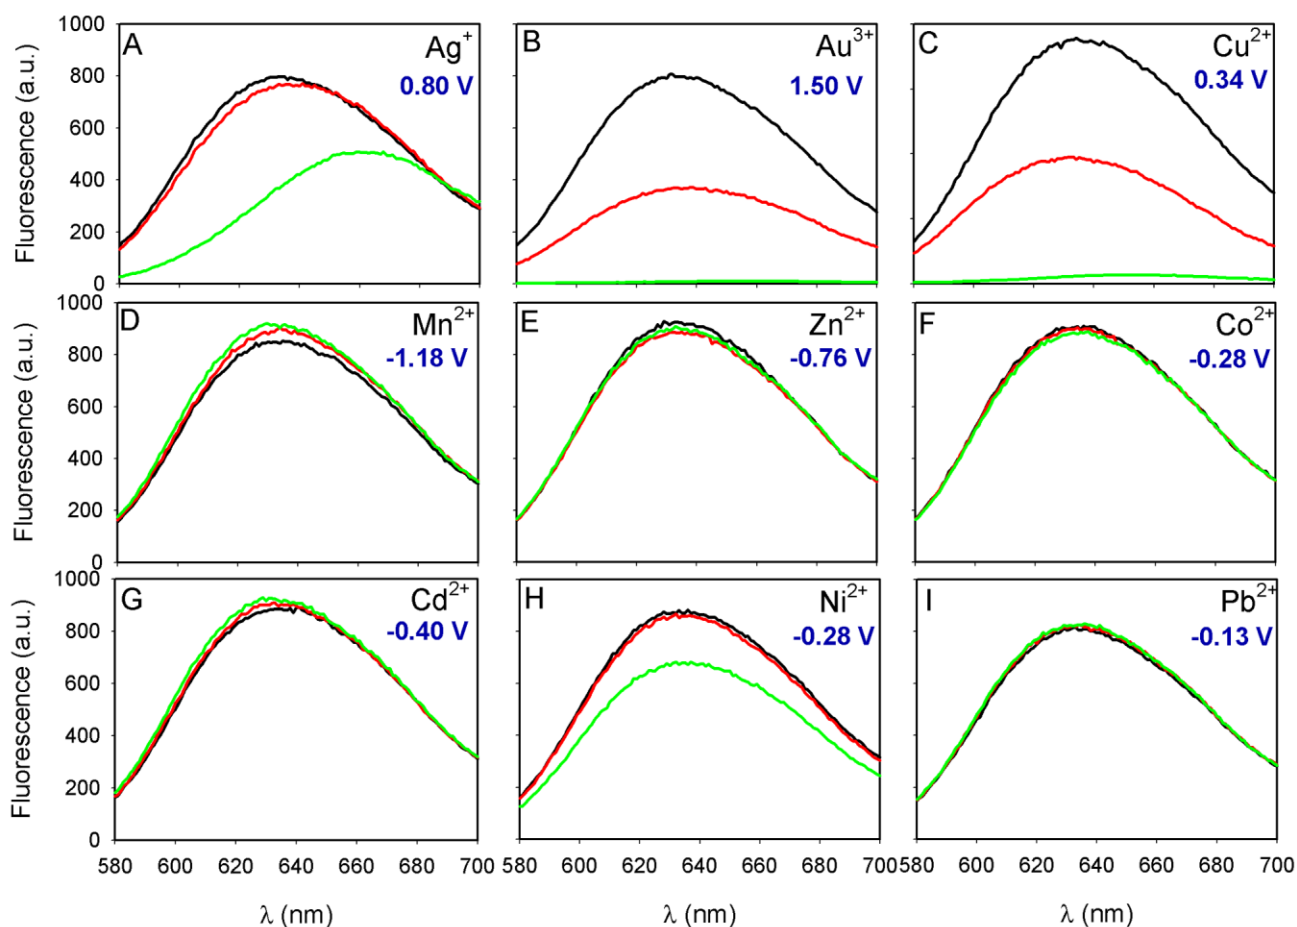 1000
800
600
400
200
0
Fluorescence (a.u.)
A
Ag+
0.80 V
B
Au3+
1.50 V
C
Cu2+
0.34 V
1000
800
600
400
200
0
Fluorescence (a.u.)
D
Mn2+
-1.18 V
E
Zn2+
-0.76 V
F
Co2+
-0.28 V
1000
800
600
400
200
0
Fluorescence (a.u.)
G
Cd2+
-0.40 V
H
Ni2+
-0.28 V
I
Pb2+
-0.13 V
580 600 620 640 660 680 700
580 600 620 640 660 680 700
580 600 620 640 660 680 700
λ (nm)
λ (nm)
λ (nm)